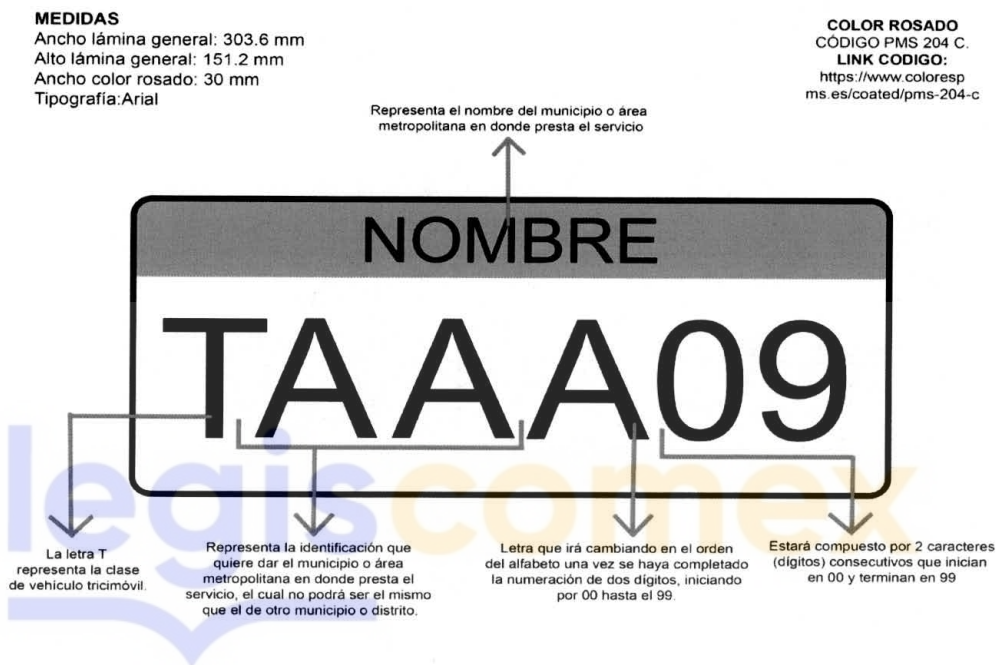 MEDIDAS
Ancho lámina general: 303.6 mm
Alto lámina general: 151.2 mm
Ancho color rosado: 30 mm
Tipografía:Arial
COLOR ROSADO
CÓDIGO PMS 204 C.
LINK CODIGO:
https://www.coloresp
ms.es/coated/pms-204-c
Representa el nombre del municipio o área
metropolitana en donde presta el servicio
NOMBRE
TAAA09
La letra T
representa la clase
de vehículo tricimóvil.
Representa la identificación que
quiere dar el municipio o área
metropolitana en donde presta el
servicio, el cual no podrá ser el mismo
que el de otro municipio o distrito.
Letra que irá cambiando en el orden
del alfabeto una vez se haya completado
la numeración de dos dígitos, iniciando
por 00 hasta el 99.
Estará compuesto por 2 caracteres
(dígitos) consecutivos que inician
en 00 y terminan en 99
legiscomex